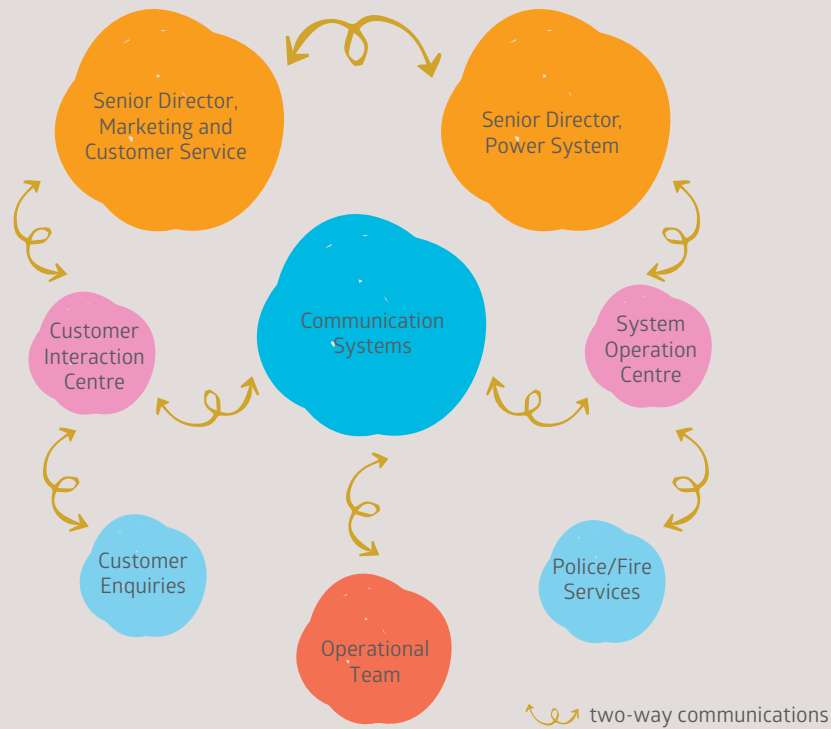 Senior Director,
Marketing and
Customer Service
Senior Director,
Power System
Communication
Systems
Customer
Interaction
Centre
System
Operation
Centre
Customer
Enquiries
Police/Fire
Services
Operational
Team
two-way communications